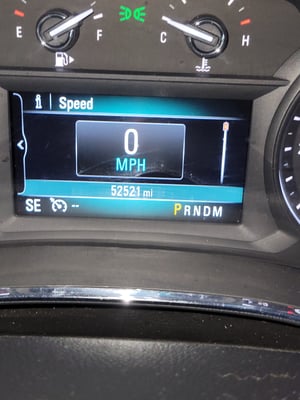 E F C H
i Speed
0
MPH
52521 mi
SE -- PRNDM